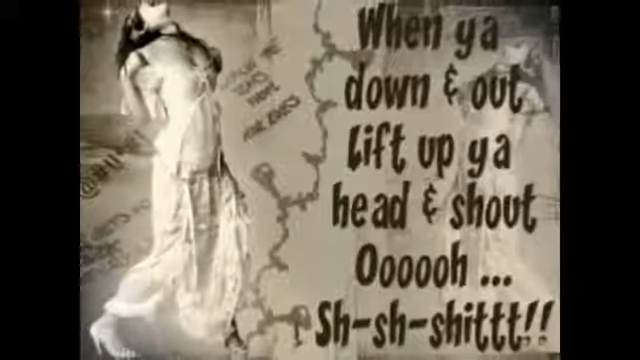 When ya
down & out
lift up ya
head & shout
Oooooh ...
Sh-sh-shittt!!